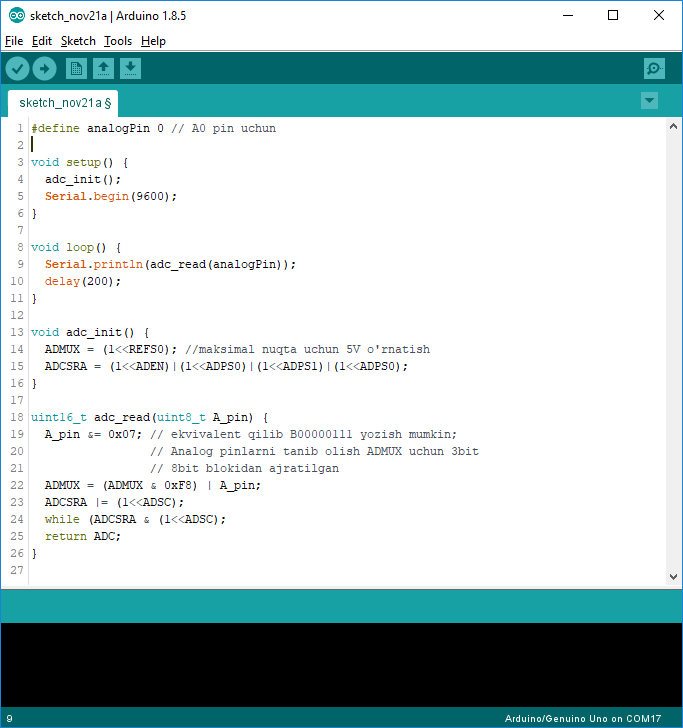 sketch_nov21a | Arduino 1.8.5
File Edit Sketch Tools Help
sketch_nov21a §
1 #define analogPin 0 // A0 pin uchun
2
3 void setup() {
4   adc_init();
5   Serial.begin(9600);
6 }
7
8 void loop() {
9   Serial.println(adc_read(analogPin));
10   delay(200);
11 }
12
13 void adc_init() {
14   ADMUX = (1<<REFS0); //maksimal nuqta uchun 5V o'rnatish
15   ADCSRA = (1<<ADEN)|(1<<ADPS0)|(1<<ADPS1)|(1<<ADPS0);
16 }
17
18 uint16_t adc_read(uint8_t A_pin) {
19   A_pin &= 0x07; // ekvivalent qilib B00000111 yozish mumkin;
20                  // Analog pinlarni tanib olish ADMUX uchun 3bit
21                  // 8bit blokidan ajratilgan
22   ADMUX = (ADMUX & 0xF8) | A_pin;
23   ADCSRA |= (1<<ADSC);
24   while (ADCSRA & (1<<ADSC);
25   return ADC;
26 }
27
9 Arduino/Genuino Uno on COM17